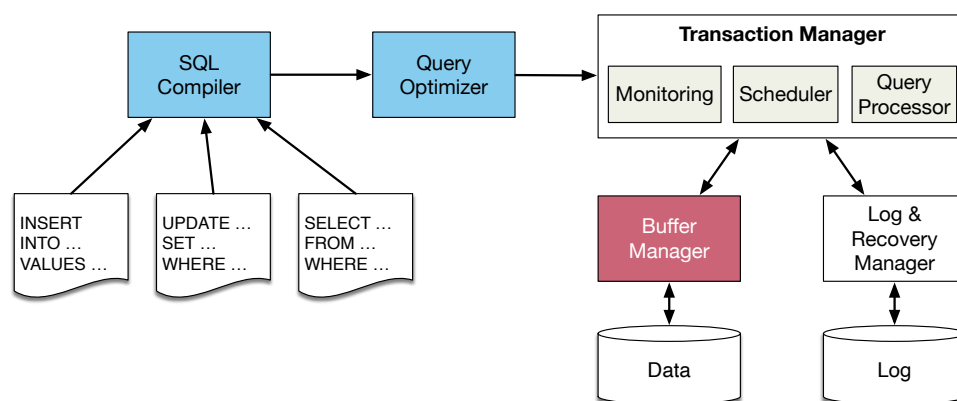 SQL
Compiler
Query
Optimizer
Transaction Manager
Monitoring
Scheduler
Query
Processor
INSERT
INTO …
VALUES …
UPDATE …
SET …
WHERE …
SELECT …
FROM …
WHERE …
Buffer
Manager
Log &
Recovery
Manager
Data
Log